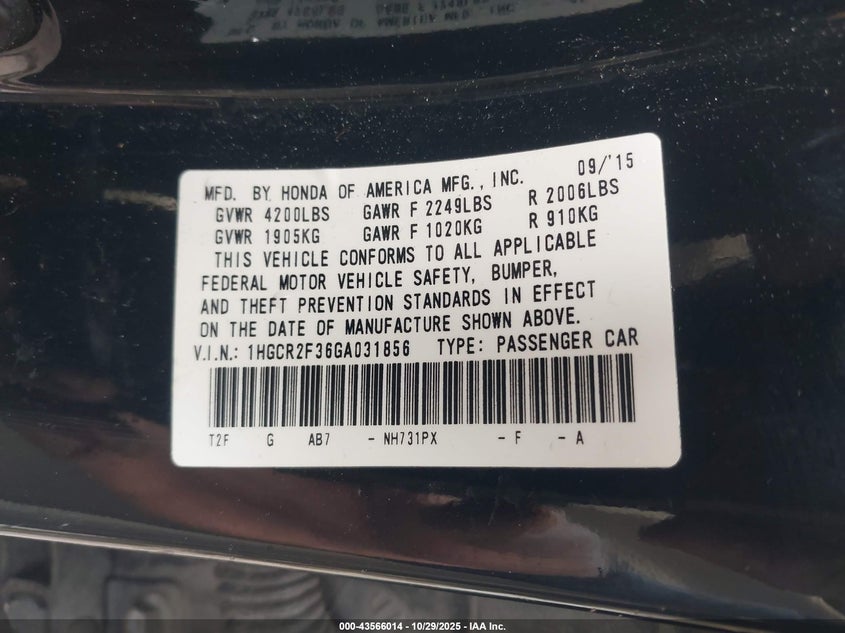 MFD. BY HONDA OF AMERICA MFG., INC. 09/'15
GVWR 4200LBS GAWR F 2249LBS R 2006LBS
GVWR 1905KG GAWR F 1020KG R 910KG
THIS VEHICLE CONFORMS TO ALL APPLICABLE
FEDERAL MOTOR VEHICLE SAFETY, BUMPER,
AND THEFT PREVENTION STANDARDS IN EFFECT
ON THE DATE OF MANUFACTURE SHOWN ABOVE.
V.I.N.: 1HGCR2F36GA031856 TYPE: PASSENGER CAR
T2F G AB7 - NH731PX - F - A
000-43566014 - 10/29/2025 - IAA Inc.